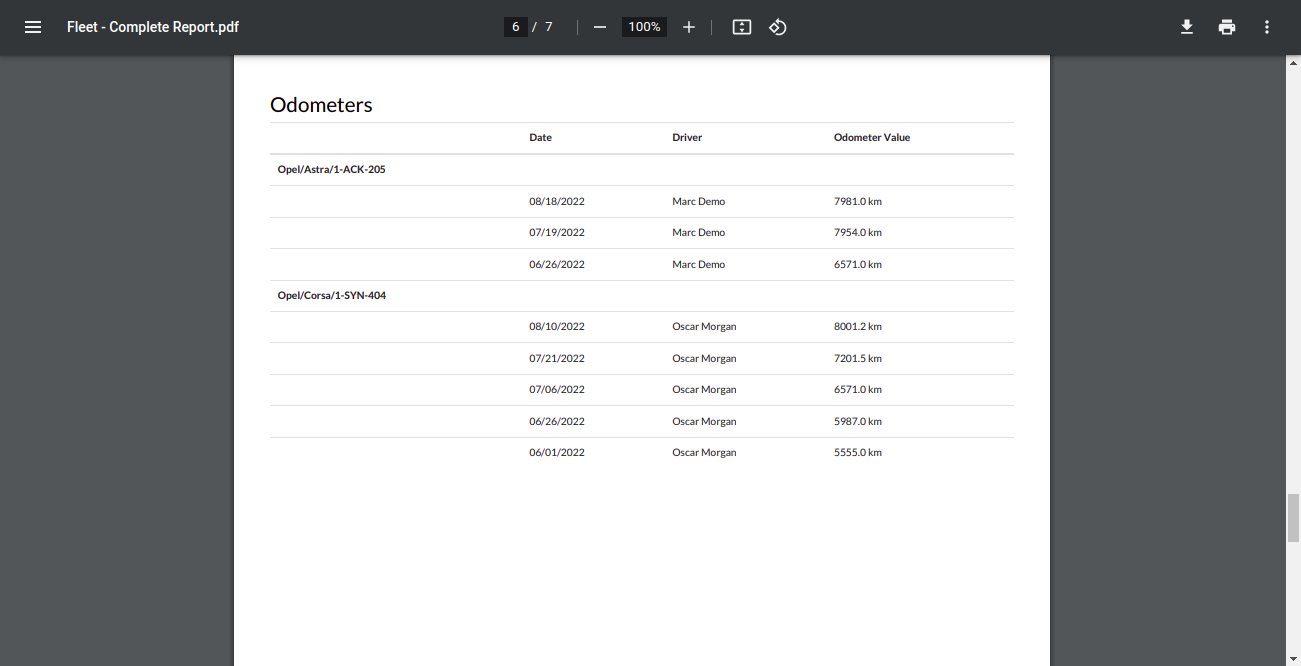 Fleet - Complete Report.pdf
6 / 7
100%
Odometers
Date Driver Odometer Value
Opel/Astra/1-ACK-205
08/18/2022 Marc Demo 7981.0 km
07/19/2022 Marc Demo 7954.0 km
06/26/2022 Marc Demo 6571.0 km
Opel/Corsa/1-SYN-404
08/10/2022 Oscar Morgan 8001.2 km
07/21/2022 Oscar Morgan 7201.5 km
07/06/2022 Oscar Morgan 6571.0 km
06/26/2022 Oscar Morgan 5987.0 km
06/01/2022 Oscar Morgan 5555.0 km